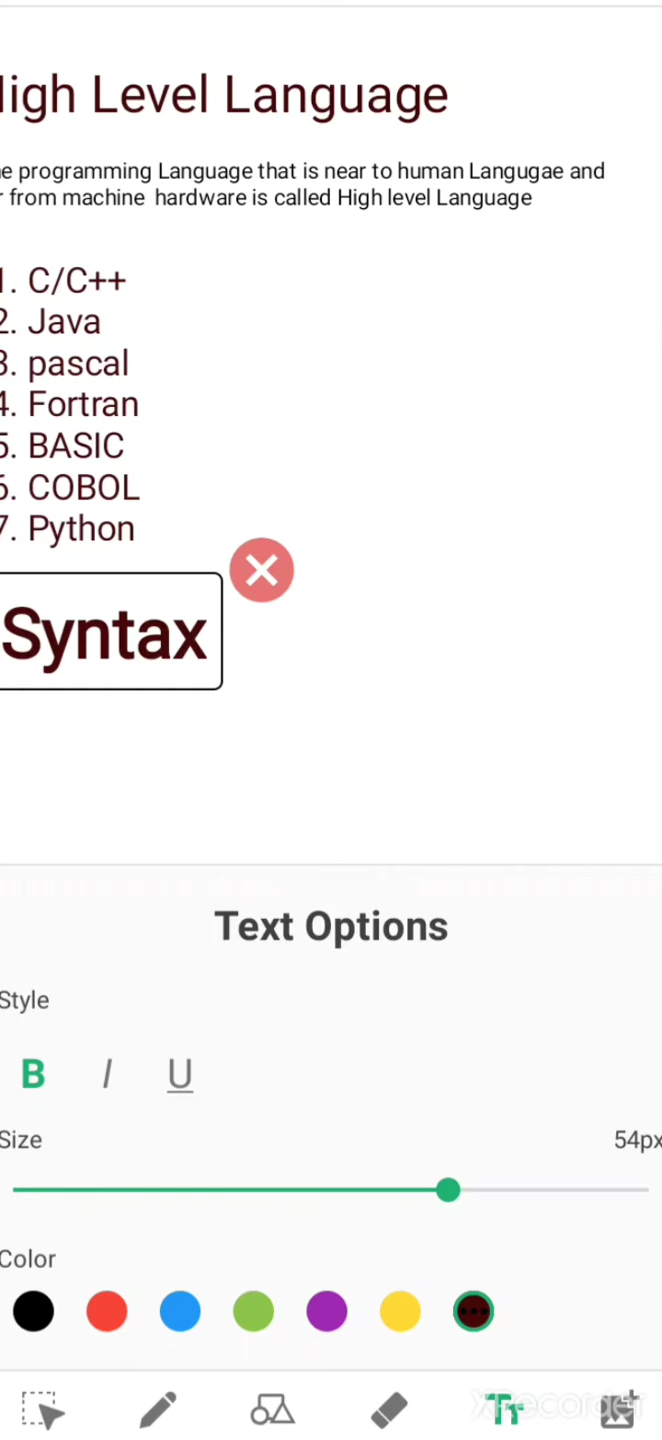 igh Level Language
e programming Language that is near to human Langugae and
r from machine hardware is called High level Language
1. C/C++
2. Java
3. pascal
4. Fortran
5. BASIC
6. COBOL
7. Python
Syntax
Text Options
Style
B I U
Size 54px
Color
Tr
XRecorder